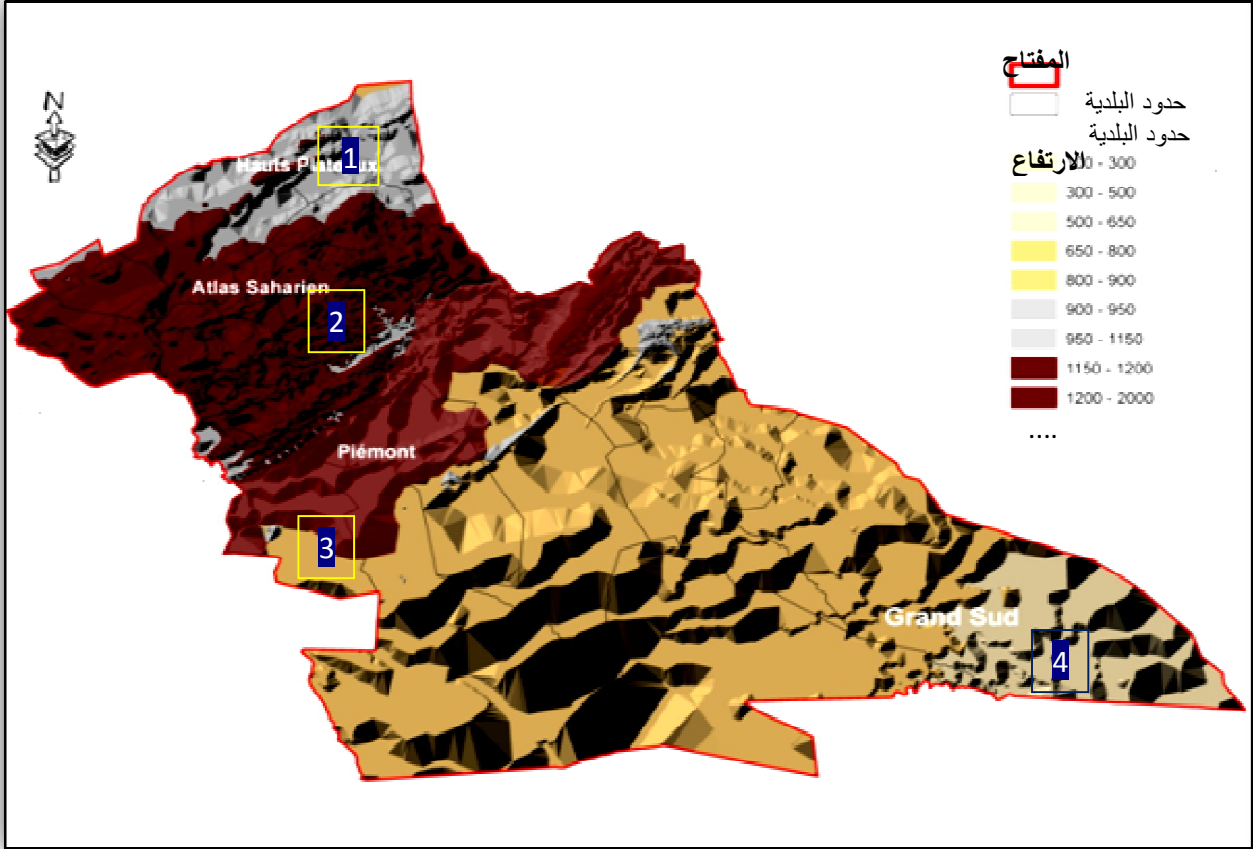 N
Hauts Plateaux
1
Atlas Saharien
2
Piémont
3
Grand Sud
4
المفتاح
حدود البلدية
حدود البلدية
الارتفاع
- 300
300 - 500
500 - 650
650 - 800
800 - 900
900 - 950
950 - 1150
1150 - 1200
1200 - 2000
....